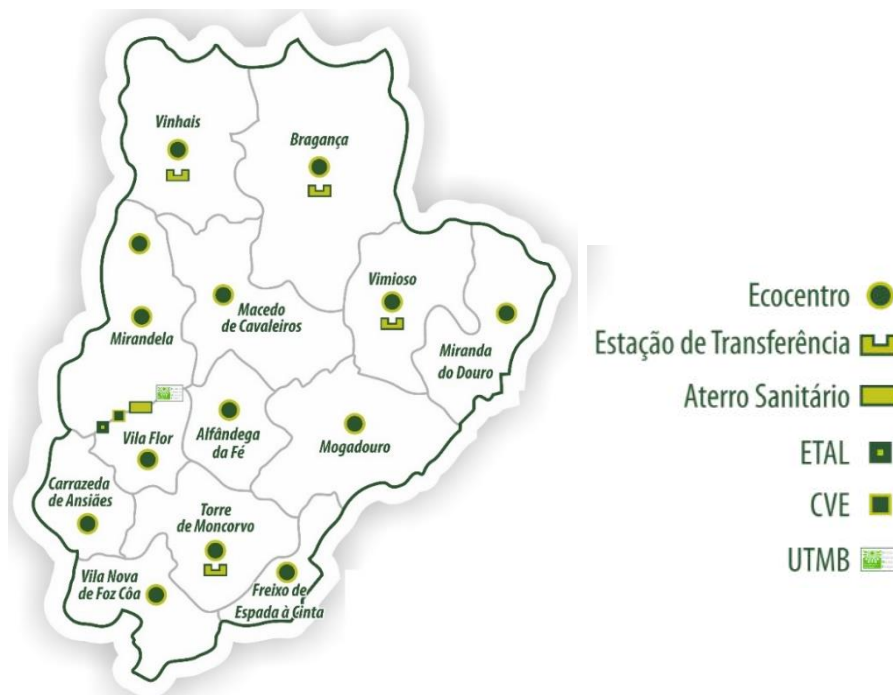 Vinhais
Bragança
Vimioso
Macedo
de Cavaleiros
Mirandela
Miranda
do Douro
Vila Flor
Alfândega
da Fé
Mogadouro
Carrazeda
de Ansiães
Torre
de Moncorvo
Vila Nova
de Foz Côa
Freixo de
Espada à Cinta
Ecocentro
Estação de Transferência
Aterro Sanitário
ETAL
CVE
UTMB